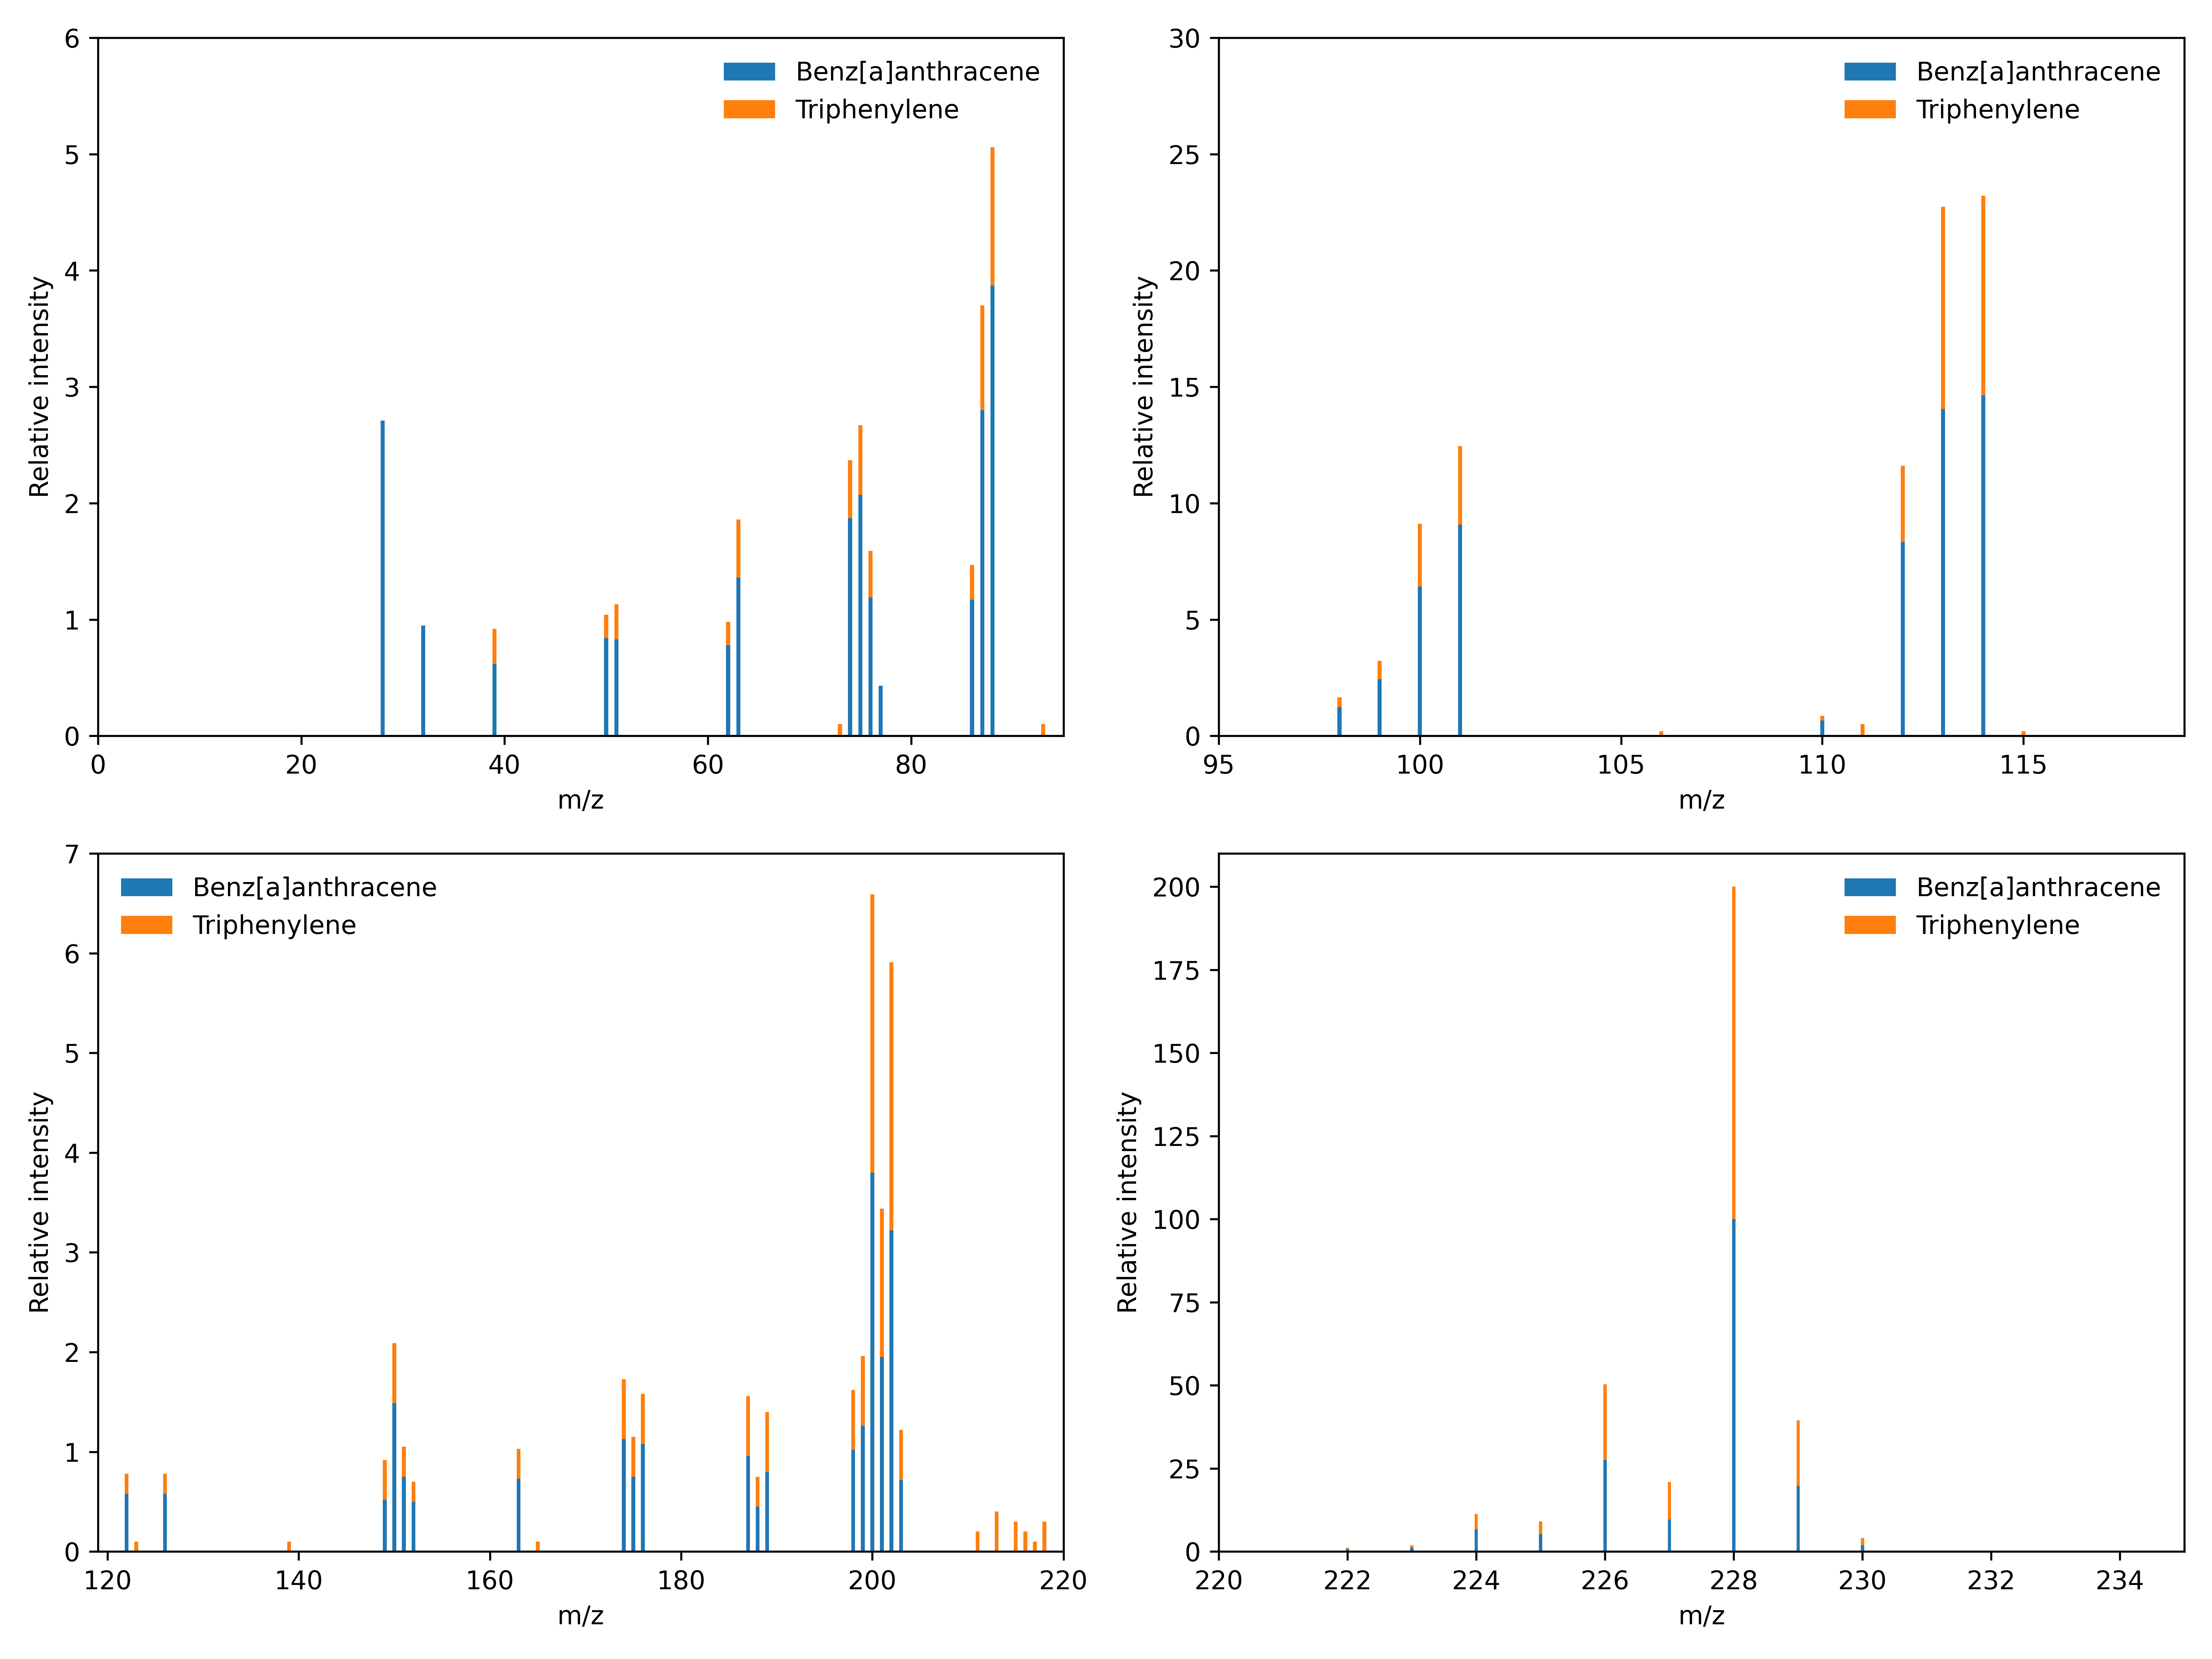 6
5
4
3
2
1
0
Relative intensity
Benz[a]anthracene
Triphenylene
0 20 40 60 80
m/z
30
25
20
15
10
5
0
Relative intensity
Benz[a]anthracene
Triphenylene
95 100 105 110 115
m/z
7
6
5
4
3
2
1
0
Relative intensity
Benz[a]anthracene
Triphenylene
120 140 160 180 200 220
m/z
200
175
150
125
100
75
50
25
0
Relative intensity
Benz[a]anthracene
Triphenylene
220 222 224 226 228 230 232 234
m/z